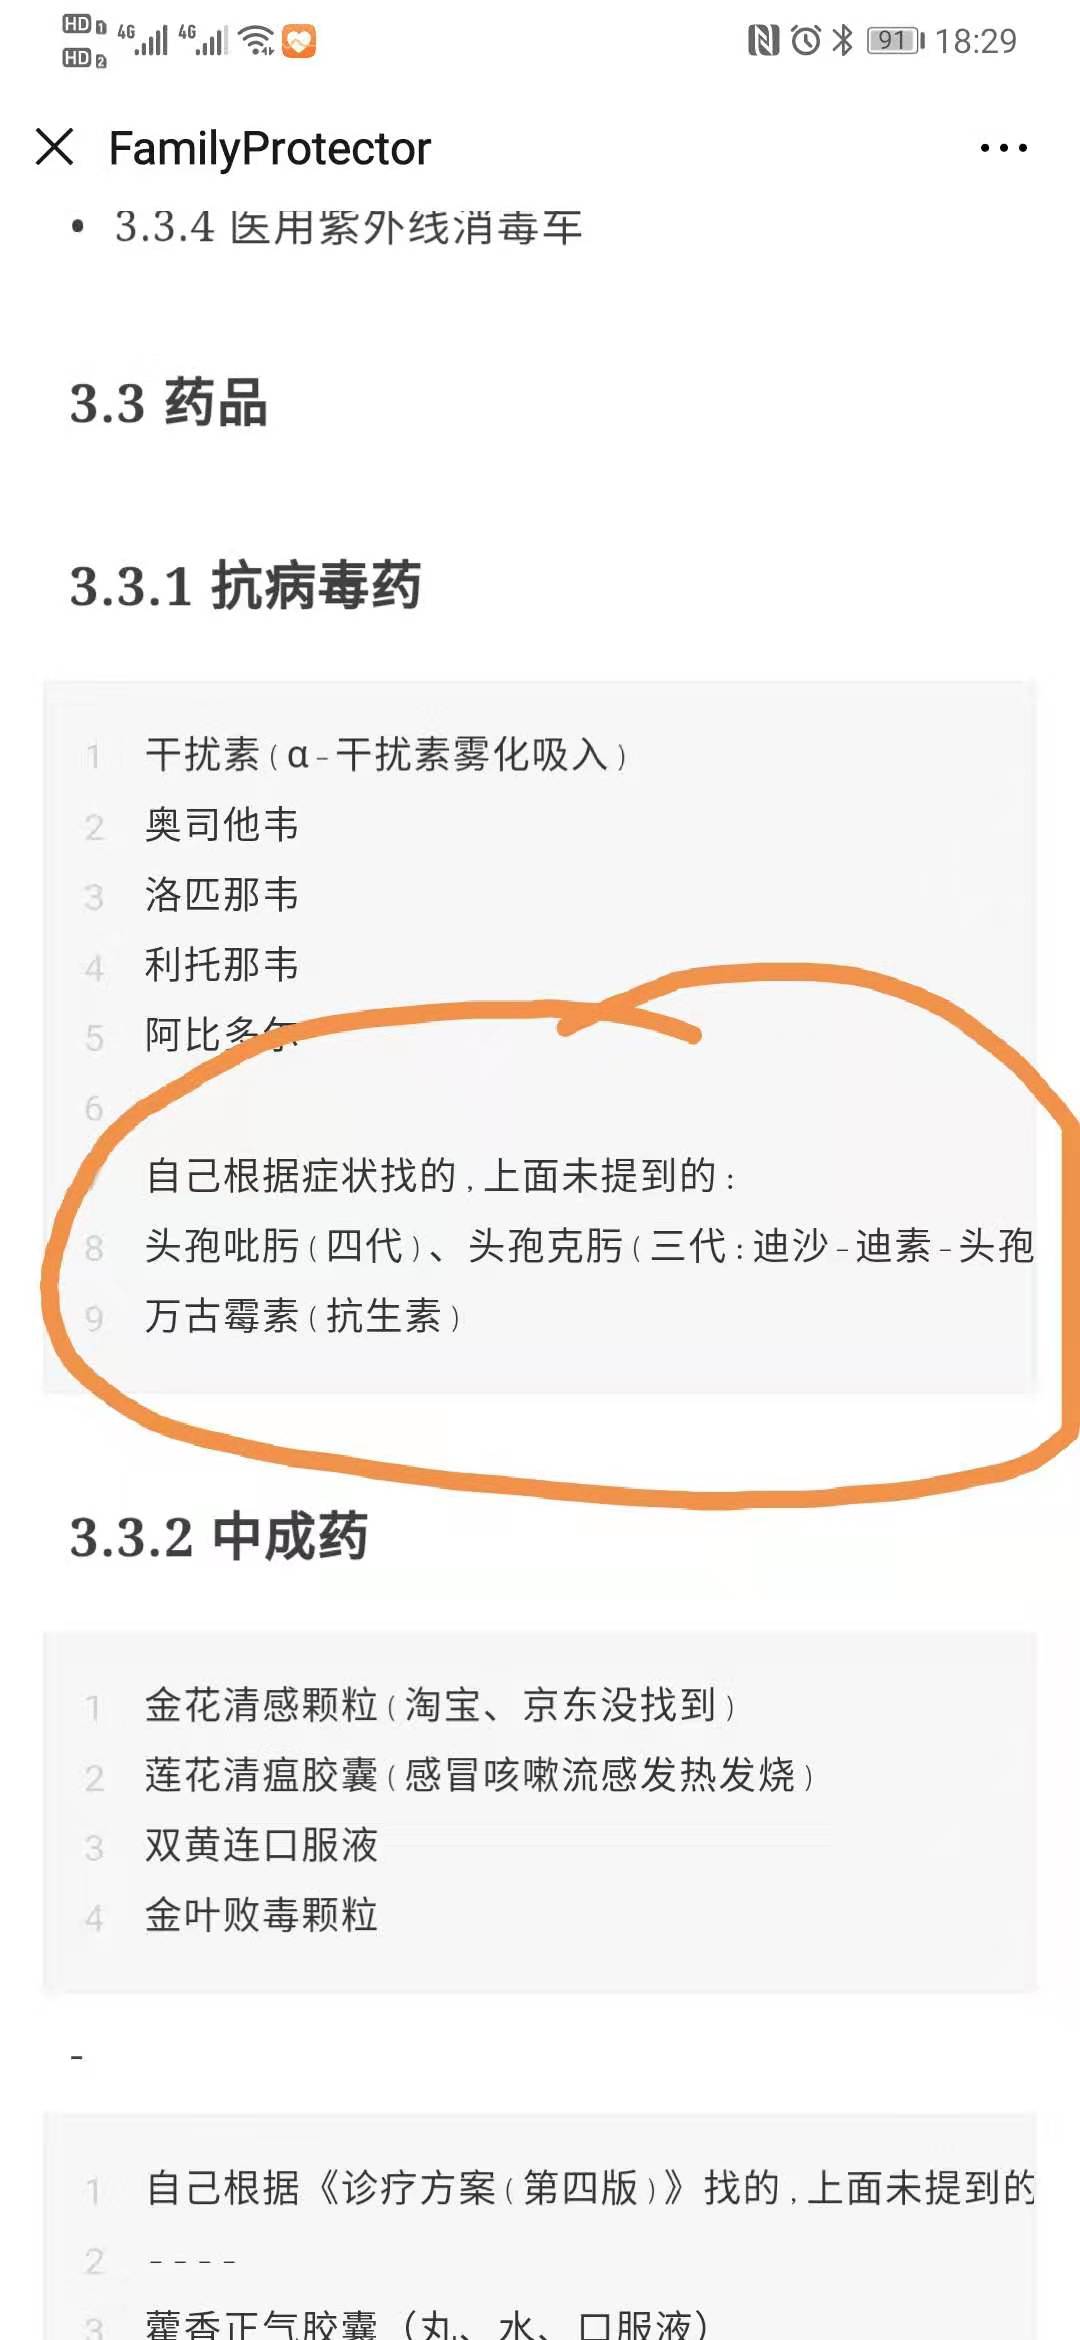 HD 1 4G 4G
HD 2
91 18:29
FamilyProtector
• 3.3.4 医用紫外线消毒车
3.3 药品
3.3.1 抗病毒药
1 干扰素(α-干扰素雾化吸入)
2 奥司他韦
3 洛匹那韦
4 利托那韦
5 阿比多尔
6
自己根据症状找的,上面未提到的:
8 头孢吡肟(四代)、头孢克肟(三代:迪沙-迪素-头孢
9 万古霉素(抗生素)
3.3.2 中成药
1 金花清感颗粒(淘宝、京东没找到)
2 莲花清瘟胶囊(感冒咳嗽流感发热发烧)
3 双黄连口服液
4 金叶败毒颗粒
-
1 自己根据《诊疗方案(第四版)》找的,上面未提到的
2 ----
3 藿香正气胶囊（丸、水、口服液）